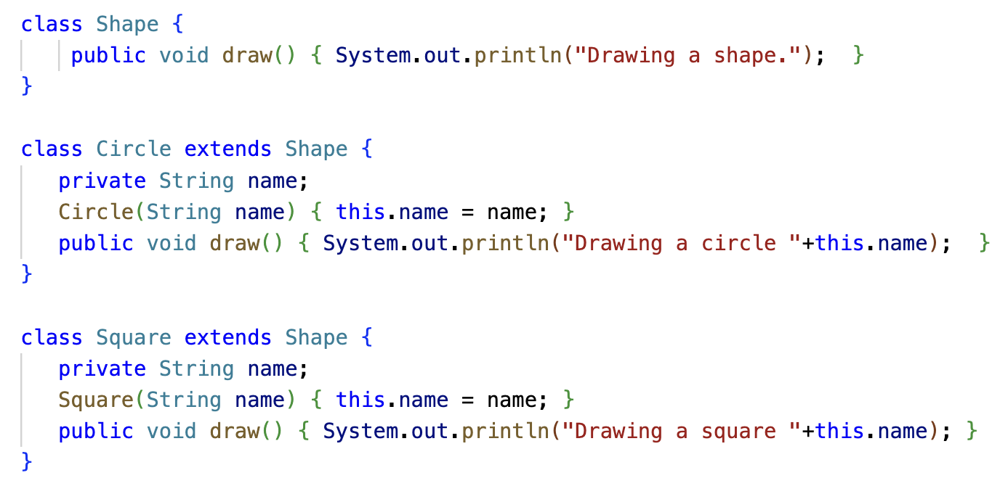 class Shape {
    public void draw() { System.out.println("Drawing a shape.");  }
}
class Circle extends Shape {
   private String name;
   Circle(String name) { this.name = name; }
   public void draw() { System.out.println("Drawing a circle "+this.name);  }
}
class Square extends Shape {
   private String name;
   Square(String name) { this.name = name; }
   public void draw() { System.out.println("Drawing a square "+this.name); }
}